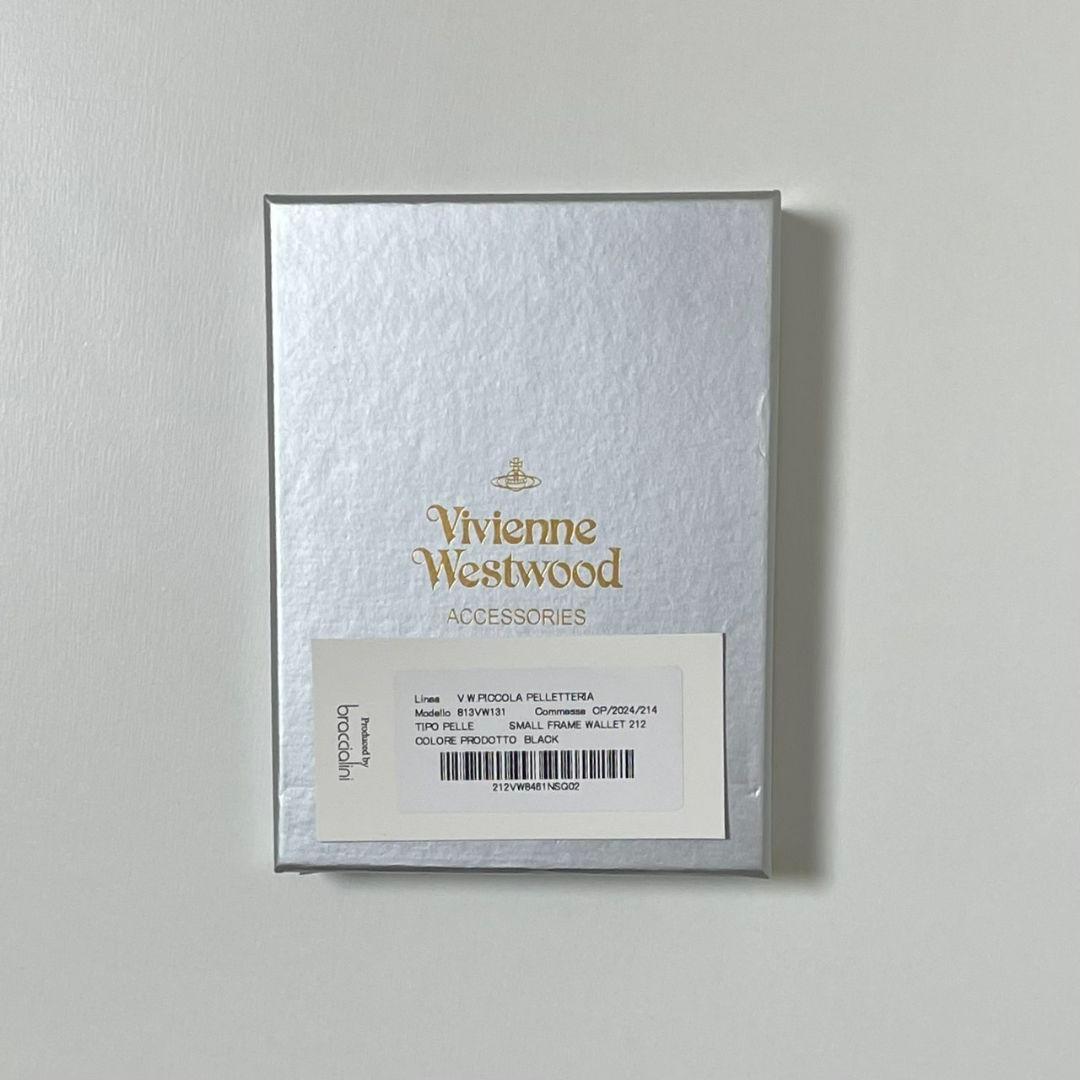 Vivienne
Westwood
ACCESSORIES
Linea V W.PICCOLA PELLETTERIA
Modello 813VW131 Commessa CP/2024/214
TIPO PELLE SMALL FRAME WALLET 212
COLORE PRODOTTO BLACK
212VW8461NSQ02
Produced by
braccialini